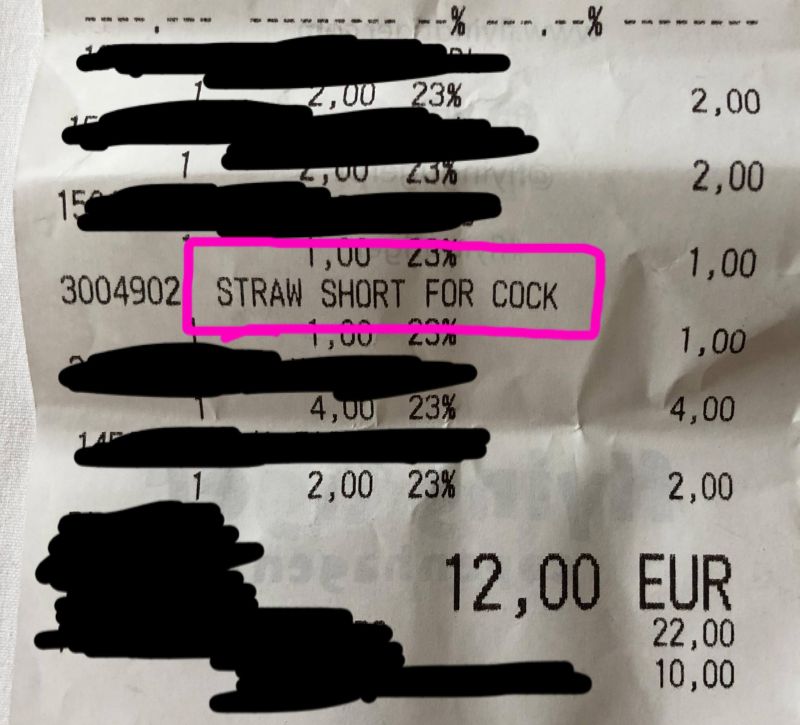 % . %
1 2,00 23% 2,00
1 2,00 23% 2,00
1,00 23% 1,00
3004902 STRAW SHORT FOR COCK
1,00 23% 1,00
1 4,00 23% 4,00
1 2,00 23% 2,00
12,00 EUR
22,00
10,00